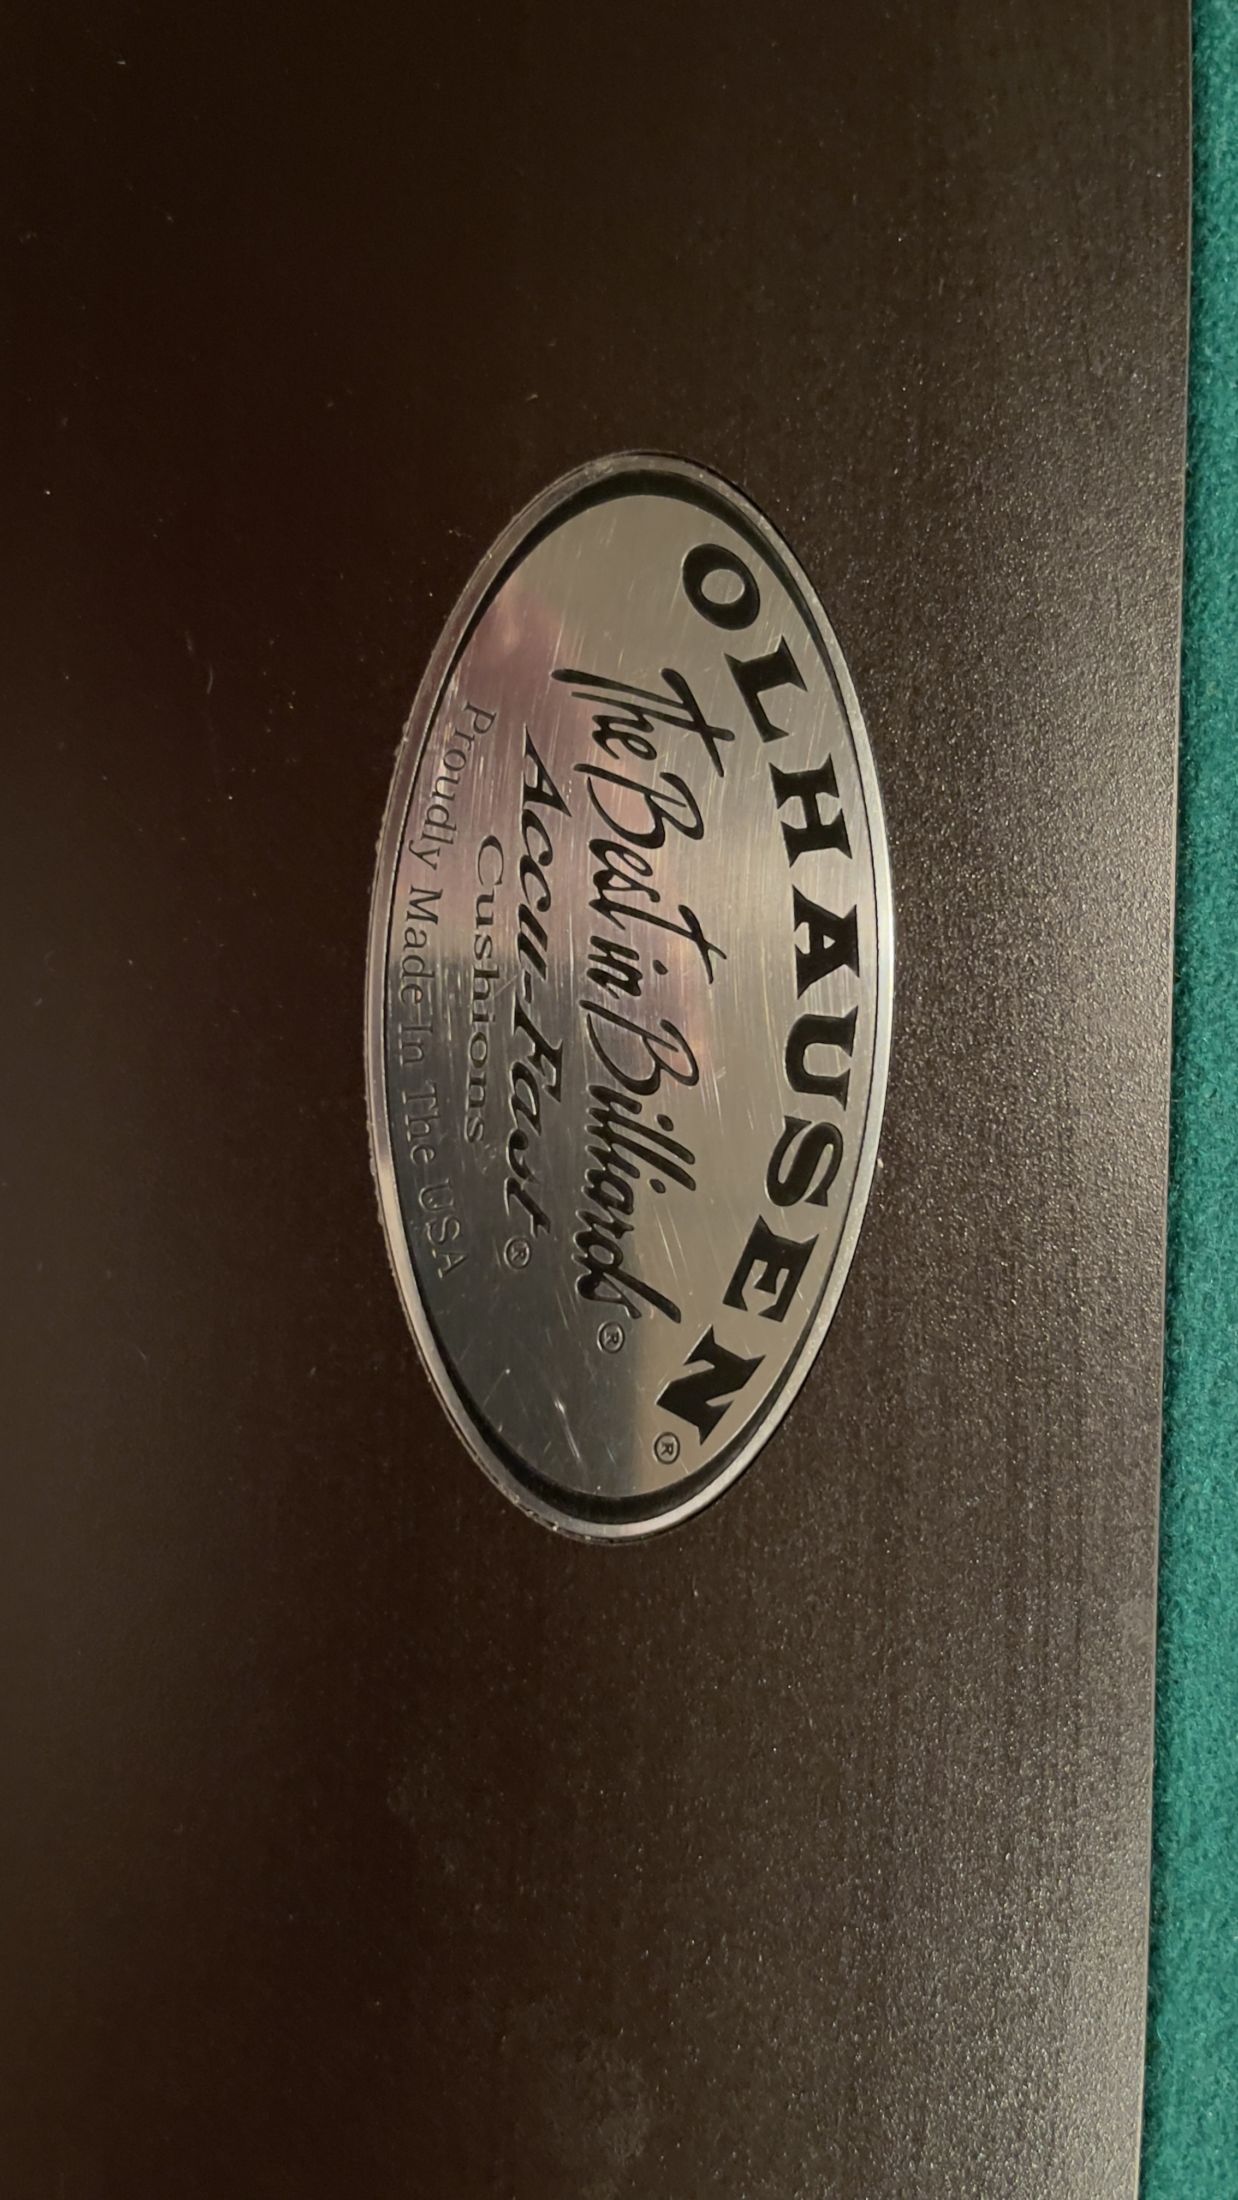 OLHAUSEN®
The Best in Billiards®
Accu-Fast®
Cushions
Proudly Made In The USA